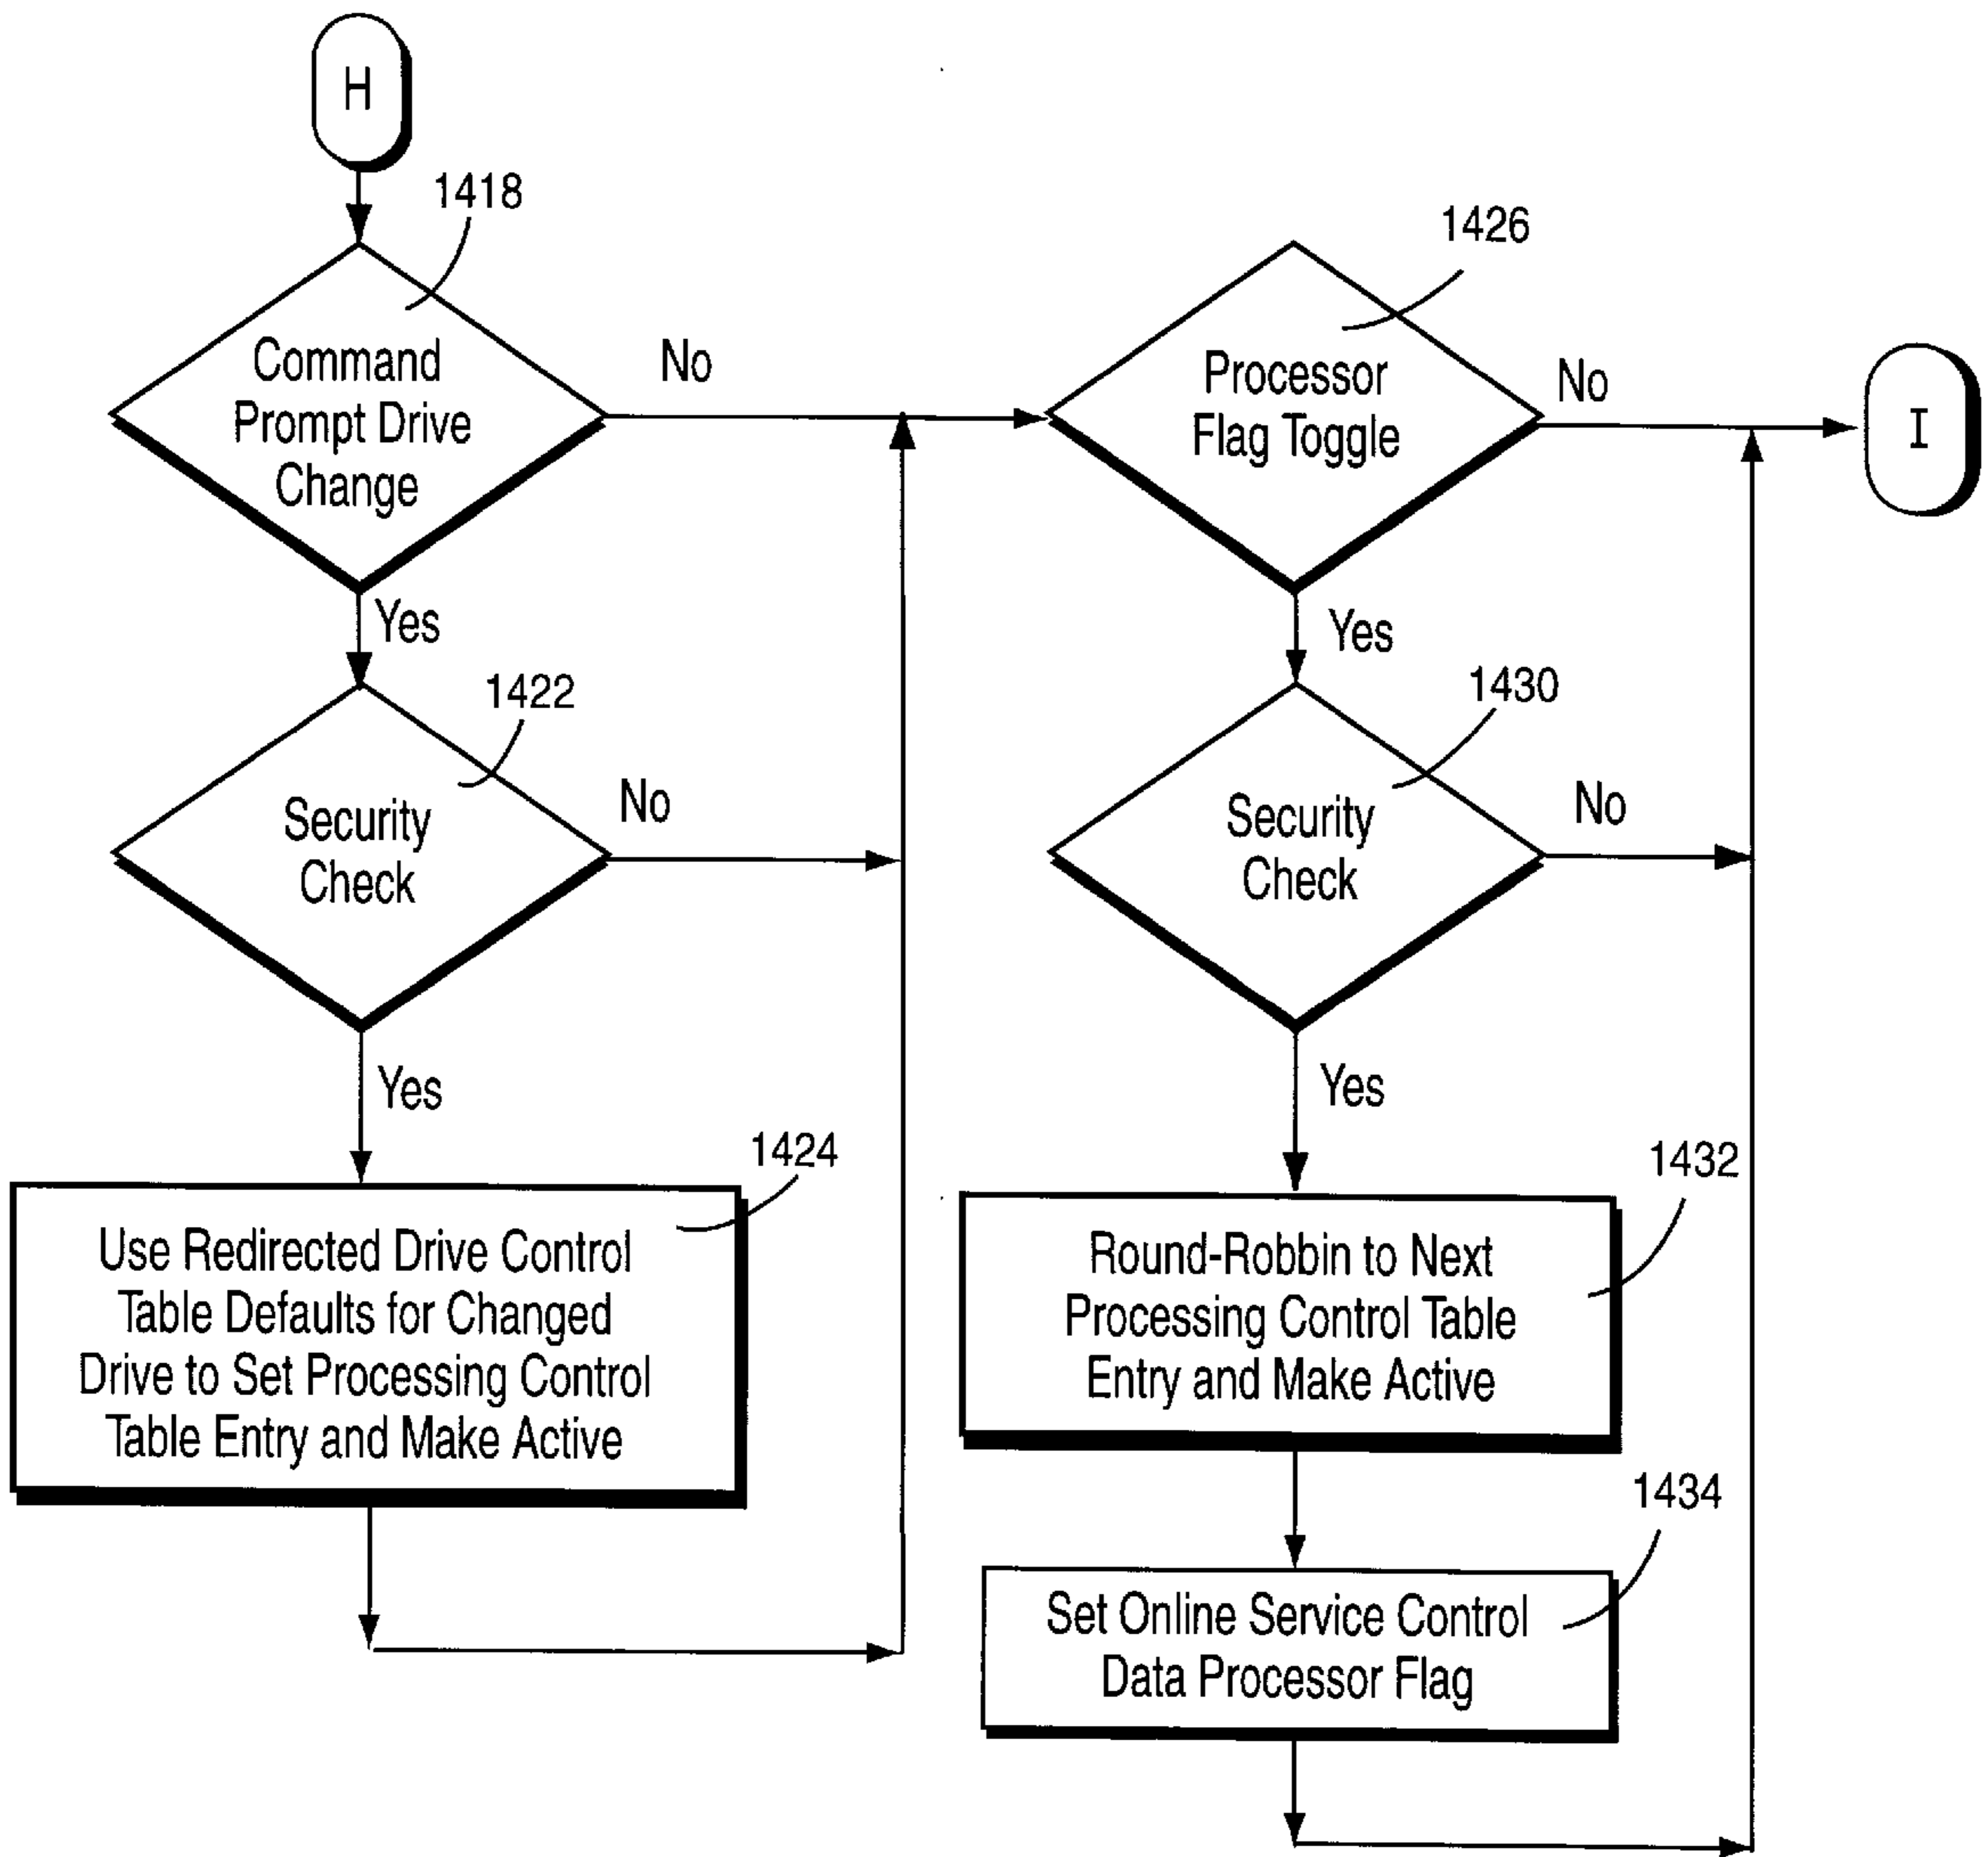 H
1418
Command
Prompt Drive
Change
No
Yes
1422
Security
Check
No
Yes
1424
Use Redirected Drive Control
Table Defaults for Changed
Drive to Set Processing Control
Table Entry and Make Active
1426
Processor
Flag Toggle
No
I
Yes
1430
Security
Check
No
Yes
1432
Round-Robbin to Next
Processing Control Table
Entry and Make Active
1434
Set Online Service Control
Data Processor Flag